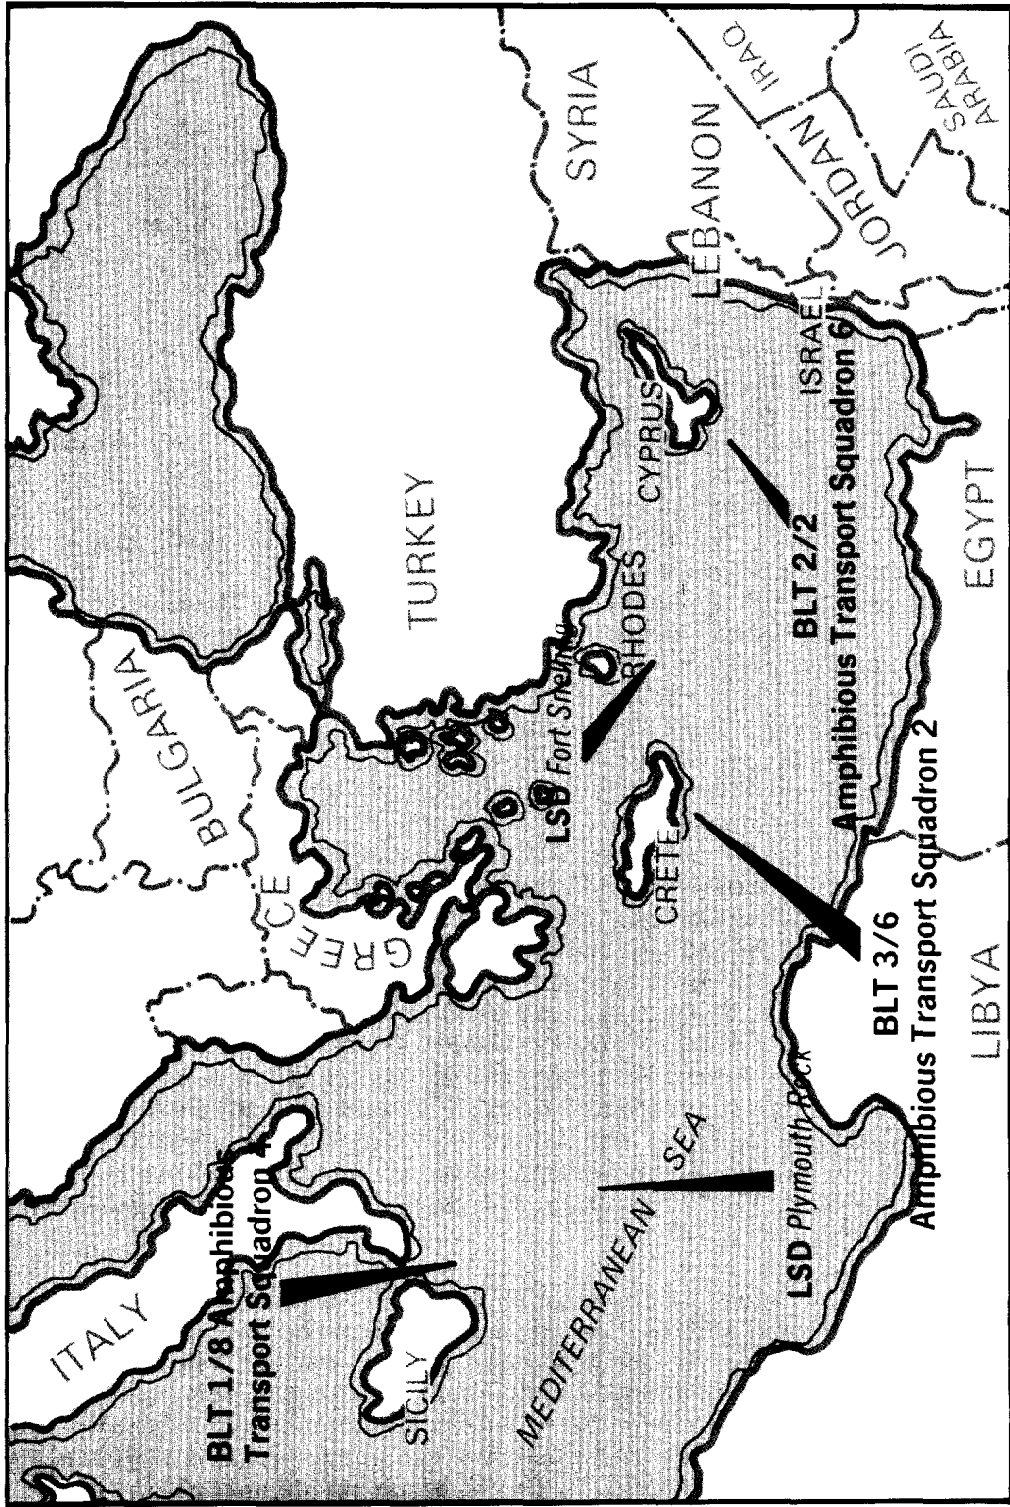 ITALY
BLT 1/8 Amphibious
Transport Squadron 4
SICILY
MEDITERRANEAN SEA
LSD Plymouth Rock
GREECE
BULGARIA
TURKEY
LSD Fort Snelling
RHODES
CRETE
CYPRUS
BLT 3/6
Amphibious Transport Squadron 2
BLT 2/2
Amphibious Transport Squadron 6
LIBYA
EGYPT
ISRAEL
LEBANON
SYRIA
JORDAN
IRAQ
SAUDI
ARABIA